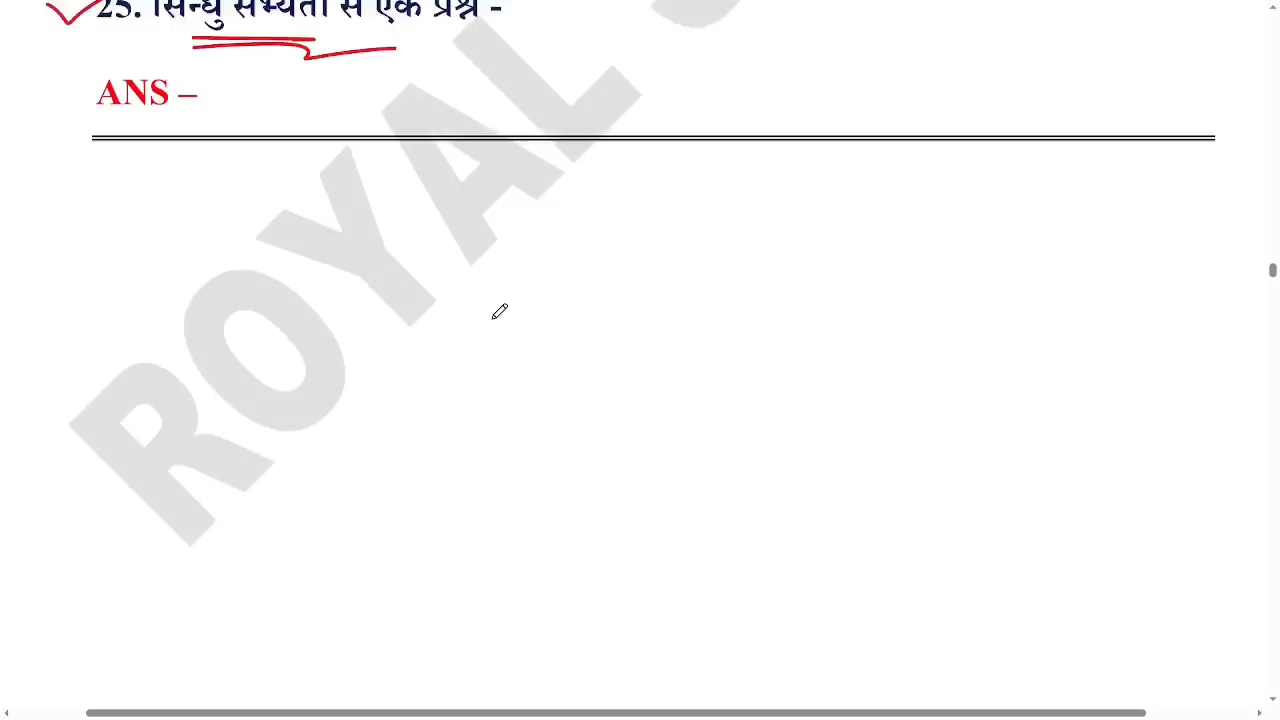 25. सिन्धु सभ्यता से एक प्रश्न -
ANS –
ROYAL